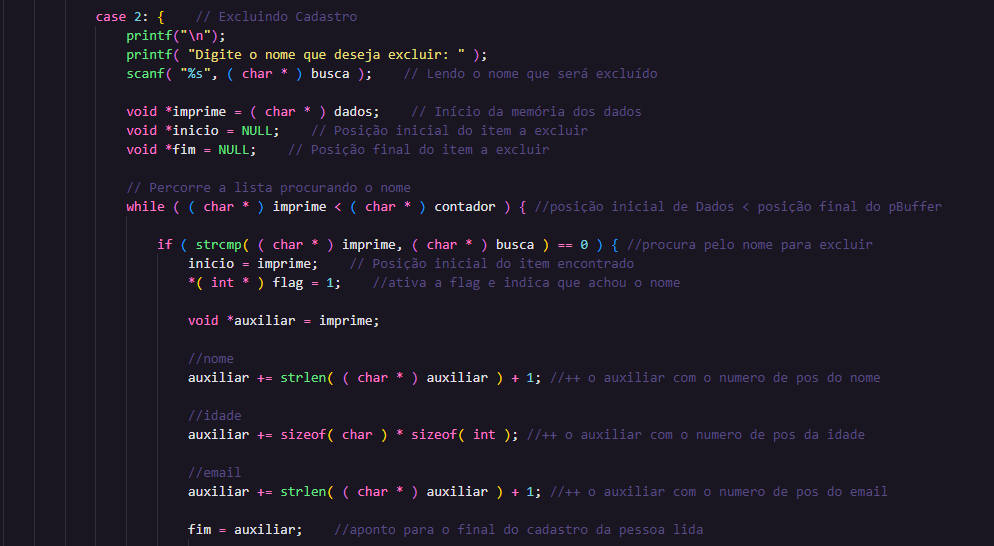 case 2: {    // Excluindo Cadastro
printf("\n");
printf( "Digite o nome que deseja excluir: " );
scanf( "%s", ( char * ) busca );    // Lendo o nome que será excluído
void *imprime = ( char * ) dados;    // Início da memória dos dados
void *inicio = NULL;    // Posição inicial do item a excluir
void *fim = NULL;    // Posição final do item a excluir
// Percorre a lista procurando o nome
while ( ( char * ) imprime < ( char * ) contador ) { //posição inicial de Dados < posição final do pBuffer
if ( strcmp( ( char * ) imprime, ( char * ) busca ) == 0 ) { //procura pelo nome para excluir
inicio = imprime;    // Posição inicial do item encontrado
*( int * ) flag = 1;    //ativa a flag e indica que achou o nome
void *auxiliar = imprime;
//nome
auxiliar += strlen( ( char * ) auxiliar ) + 1; //++ o auxiliar com o numero de pos do nome
//idade
auxiliar += sizeof( char ) * sizeof( int ); //++ o auxiliar com o numero de pos da idade
//email
auxiliar += strlen( ( char * ) auxiliar ) + 1; //++ o auxiliar com o numero de pos do email
fim = auxiliar;    //aponto para o final do cadastro da pessoa lida